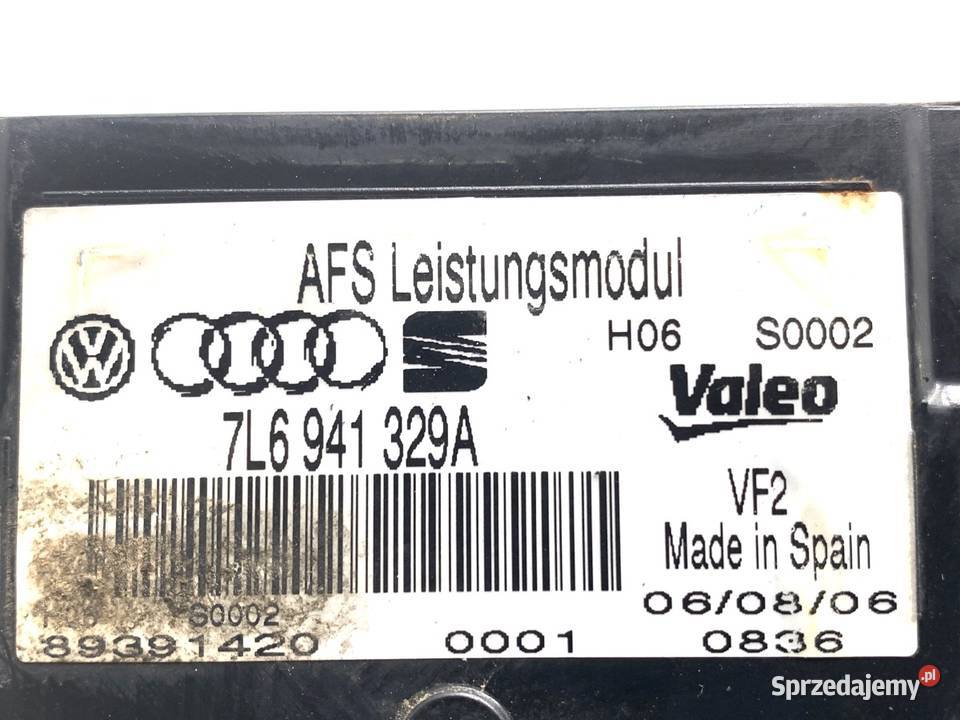 AFS Leistungsmodul
H06 S0002
Valeo
7L6 941 329A
VF2
Made in Spain
06/08/06
S0002
89391420 0001 0836
Sprzedajemy.pl